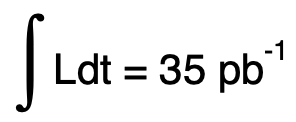 ∫ Ldt = 35 pb⁻¹